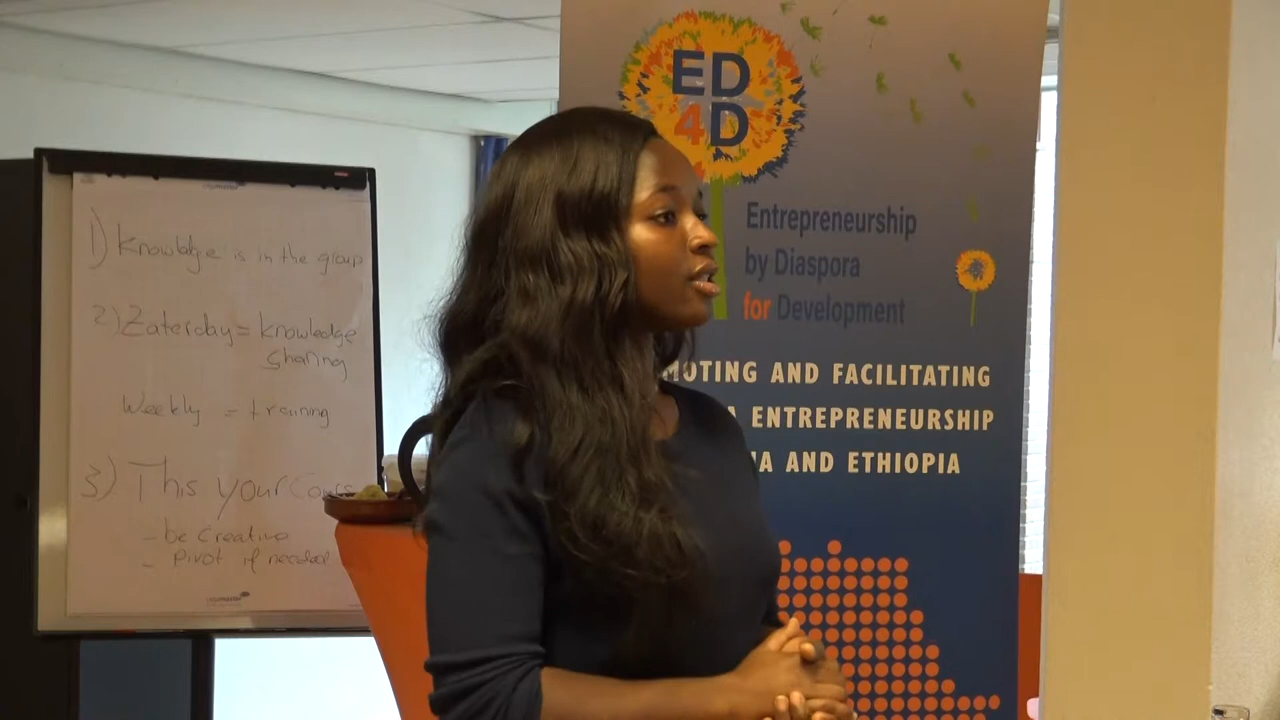 1) Knowledge is in the group
2) Zaterday = knowledge
sharing
Weekly = training
3) This your Cours
- be Creative
- Pivot if needed
ED
4D
Entrepreneurship
by Diaspora
for Development
MOTING AND FACILITATING
A ENTREPRENEURSHIP
IA AND ETHIOPIA